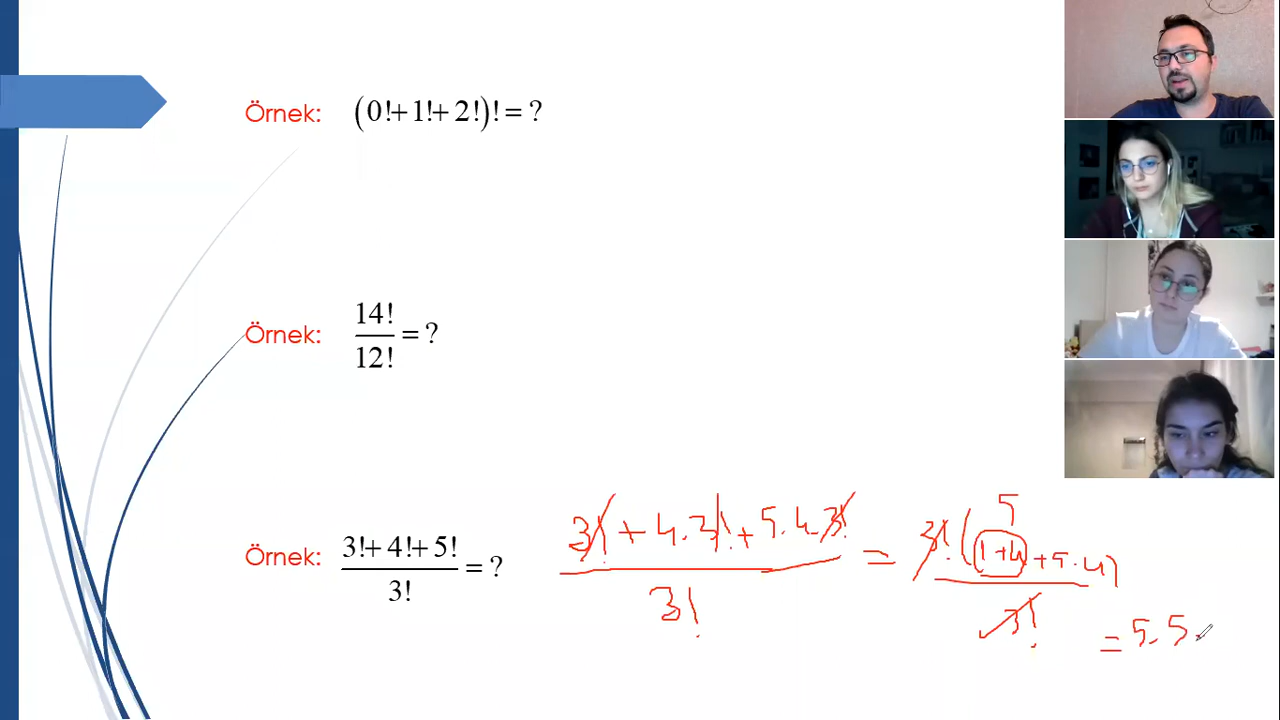 Örnek: (0!+1!+2!)! = ?
Örnek: 14!/12! = ?
Örnek: (3!+4!+5!)/3! = ?
(3! + 4.3! + 5.4.3!)/3! = 3!(1+4+5.4)/3!
5
= 5.5.